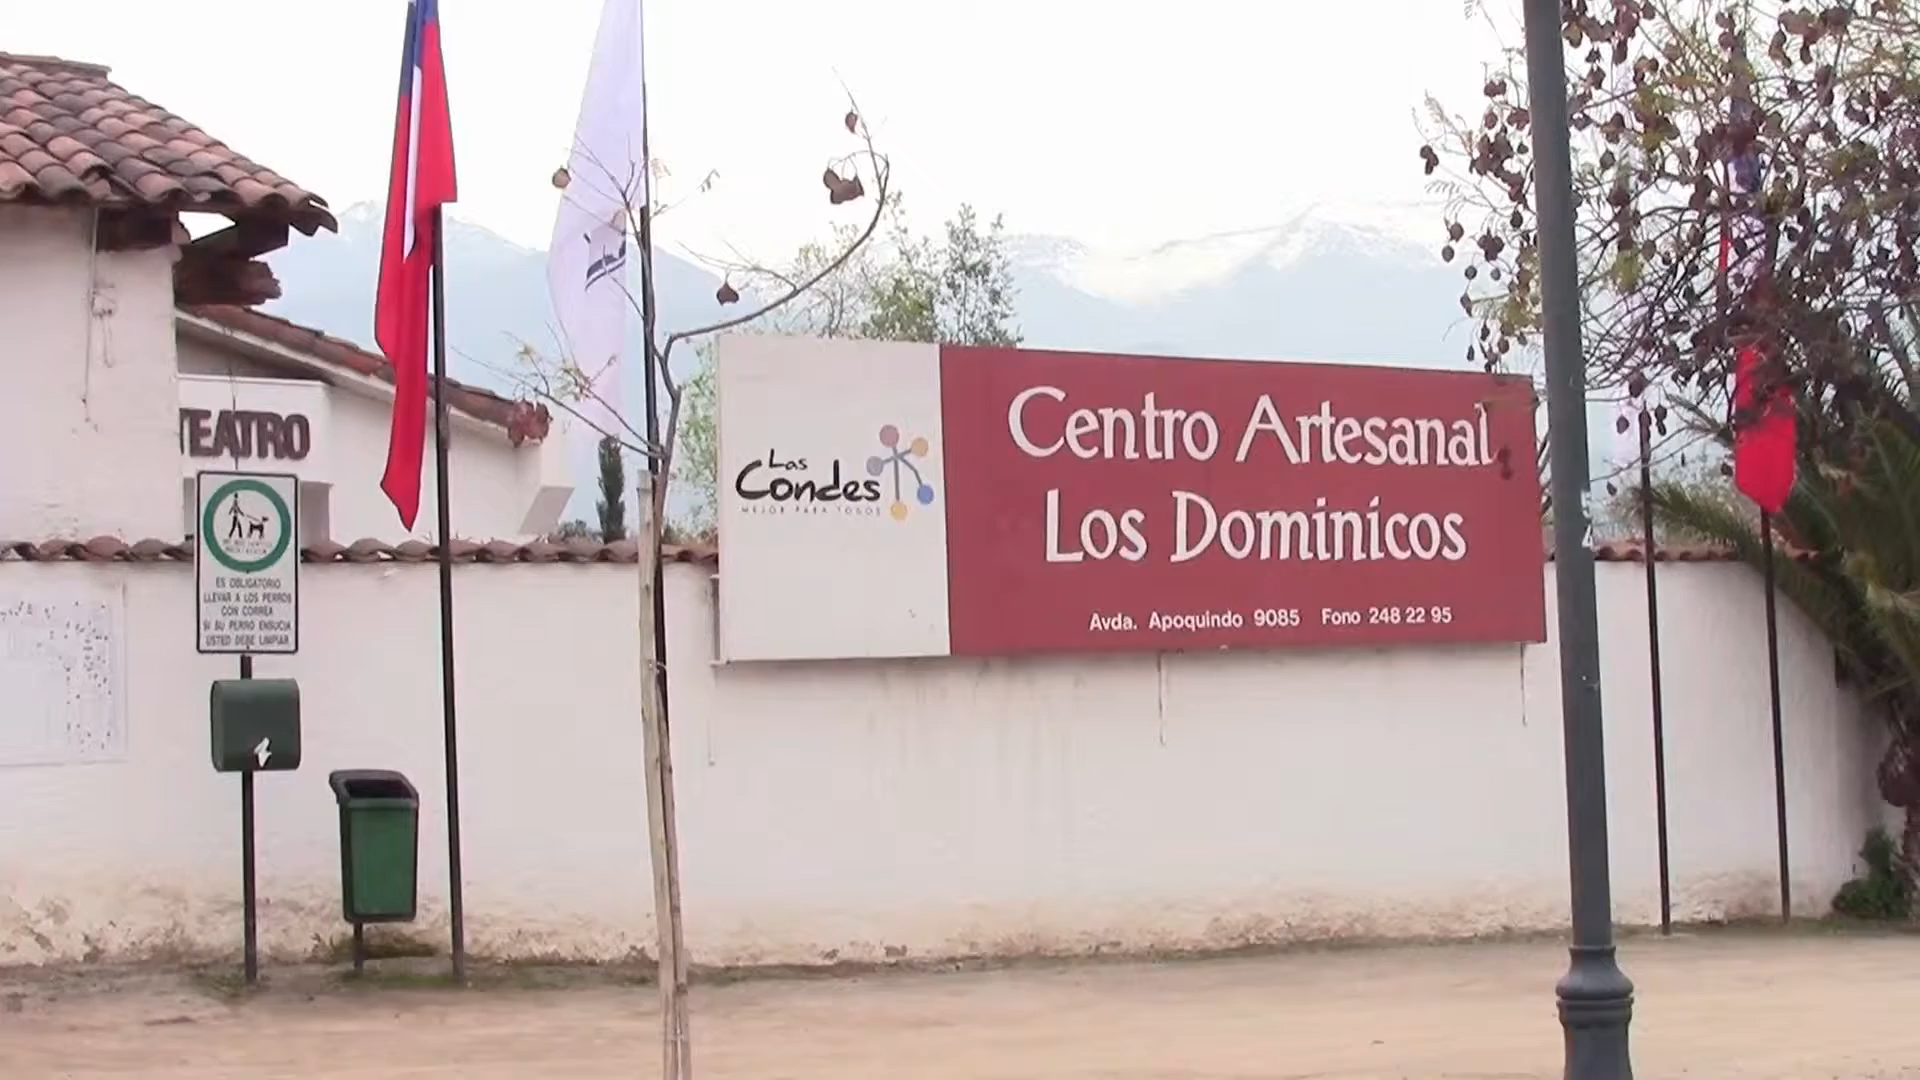 TEATRO
ES OBLIGATORIO
LLEVAR A LOS PERROS
CON CORREA
SI SU PERRO ENSUCIA
USTED DEBE LIMPIAR
Las
Condes
MEJOR PARA TODOS
Centro Artesanal
Los Dominicos
Avda. Apoquindo 9085 Fono 248 22 95